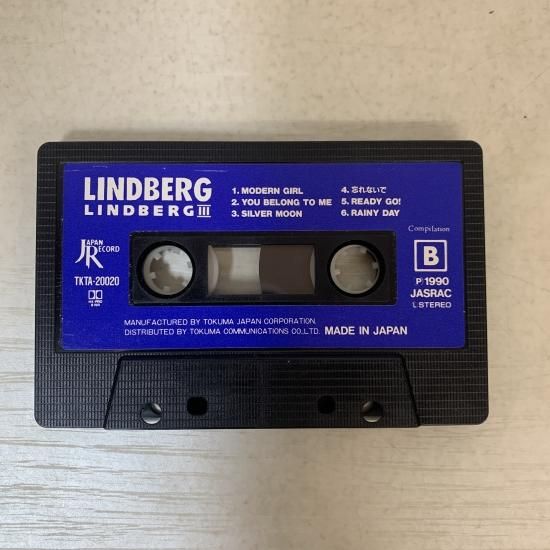 LINDBERG
LINDBERG III
1. MODERN GIRL
2. YOU BELONG TO ME
3. SILVER MOON
4. 忘れないで
5. READY GO!
6. RAINY DAY
JAPAN RECORD
TKTA-20020
Compilation
B
P 1990
JASRAC
L STEREO
MANUFACTURED BY TOKUMA JAPAN CORPORATION,
DISTRIBUTED BY TOKUMA COMMUNICATIONS CO.,LTD. MADE IN JAPAN